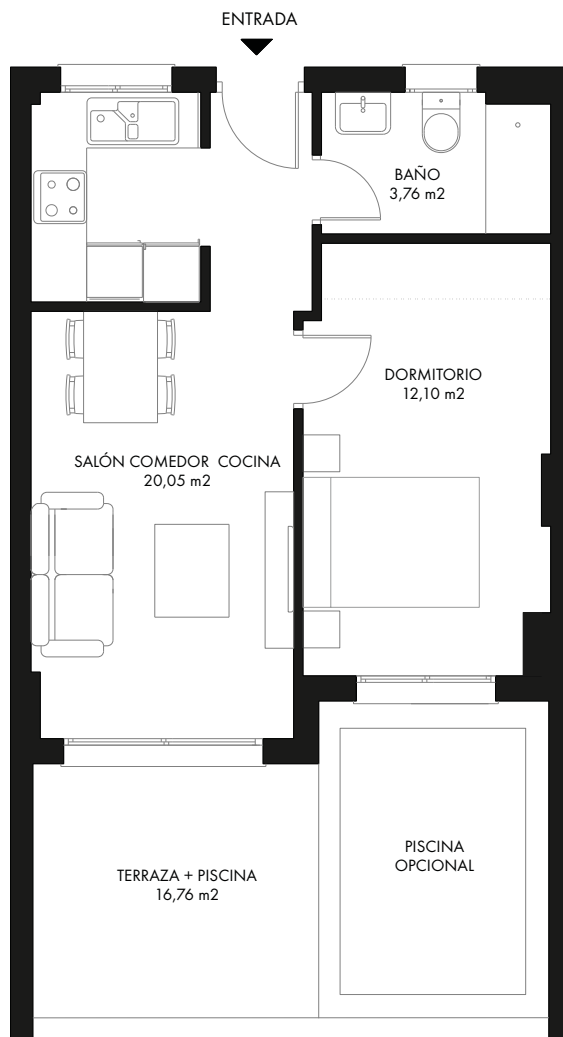 ENTRADA
BAÑO
3,76 m2
DORMITORIO
12,10 m2
SALÓN COMEDOR COCINA
20,05 m2
PISCINA
OPCIONAL
TERRAZA + PISCINA
16,76 m2